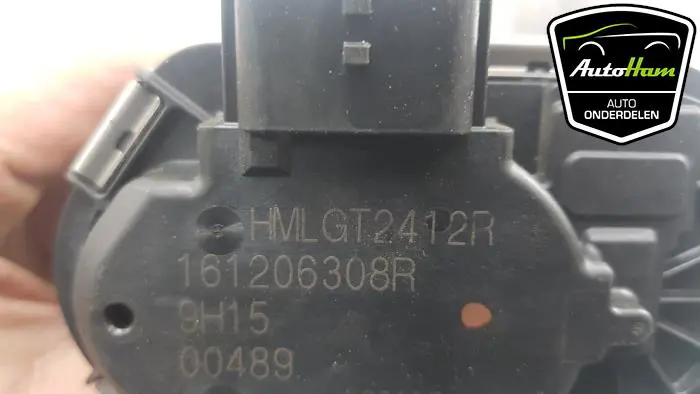 AutoHam
AUTO
ONDERDELEN
HMLGT2412R
161206308R
9H15
00489